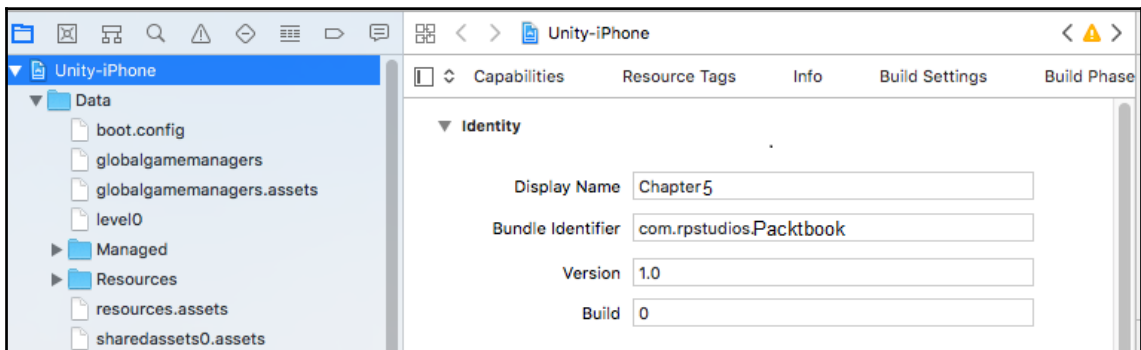 Unity-iPhone
Capabilities Resource Tags Info Build Settings Build Phase
Unity-iPhone
Data
boot.config
globalgamemanagers
globalgamemanagers.assets
level0
Managed
Resources
resources.assets
sharedassets0.assets
Identity
Display Name Chapter5
Bundle Identifier com.rpstudios.Packtbook
Version 1.0
Build 0